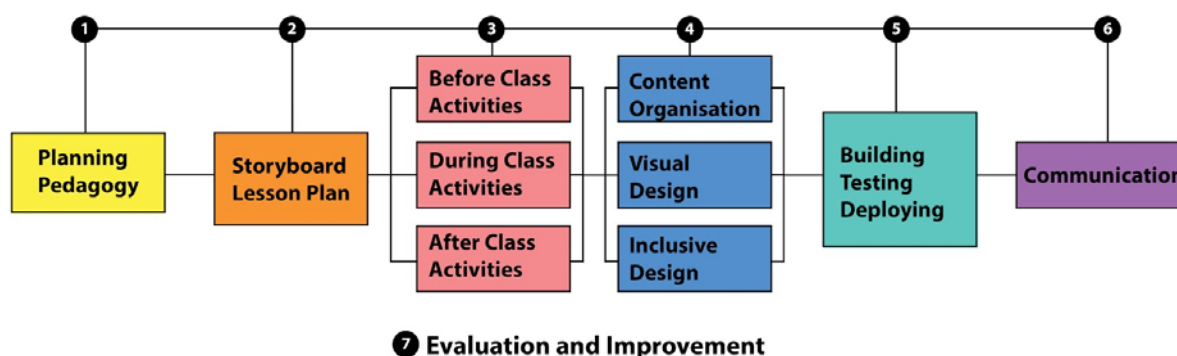 1
2
3
4
5
6
Planning
Pedagogy
Storyboard
Lesson Plan
Before Class
Activities
During Class
Activities
After Class
Activities
Content
Organisation
Visual
Design
Inclusive
Design
Building
Testing
Deploying
Communication
7 Evaluation and Improvement